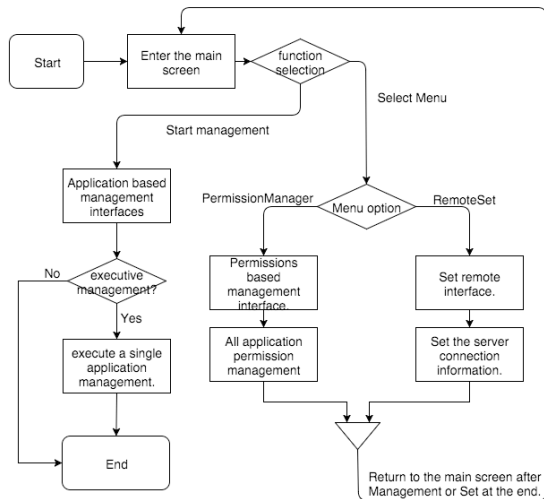 Start
Enter the main
screen
function
selection
Select Menu
Start management
Application based
management
interfaces
PermissionManager
Menu option
RemoteSet
No
executive
management?
Yes
Permissions
based
management
interface.
Set remote
interface.
execute a single
application
management.
All application
permission
management
Set the server
connection
information.
End
Return to the main screen after
Management or Set at the end.